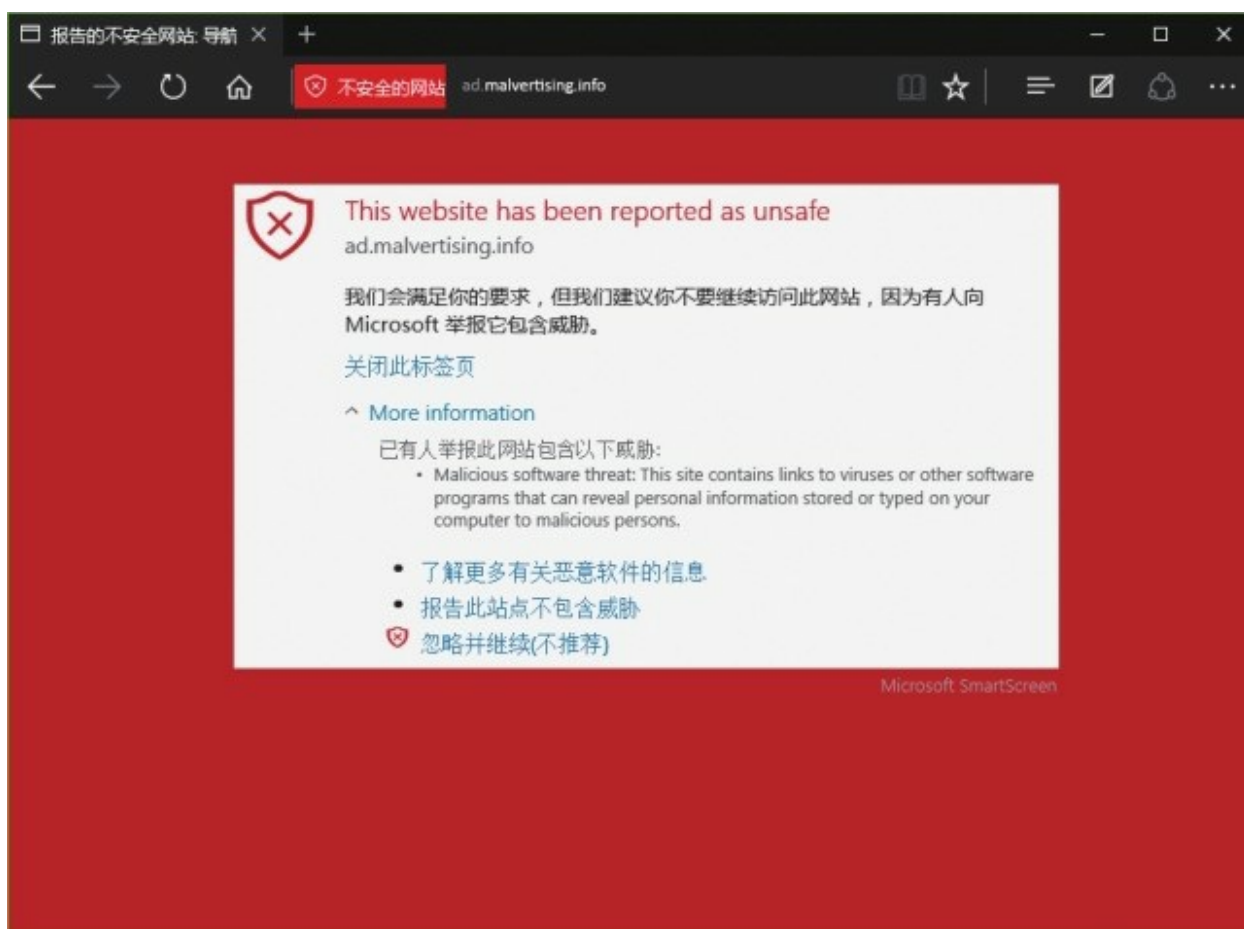 报告的不安全网站: 导航
不安全的网站 ad.malvertising.info
This website has been reported as unsafe
ad.malvertising.info
我们会满足你的要求，但我们建议你不要继续访问此网站，因为有人向
Microsoft 举报它包含威胁。
关闭此标签页
More information
已有人举报此网站包含以下威胁:
• Malicious software threat: This site contains links to viruses or other software
programs that can reveal personal information stored or typed on your
computer to malicious persons.
• 了解更多有关恶意软件的信息
• 报告此站点不包含威胁
忽略并继续(不推荐)
Microsoft SmartScreen